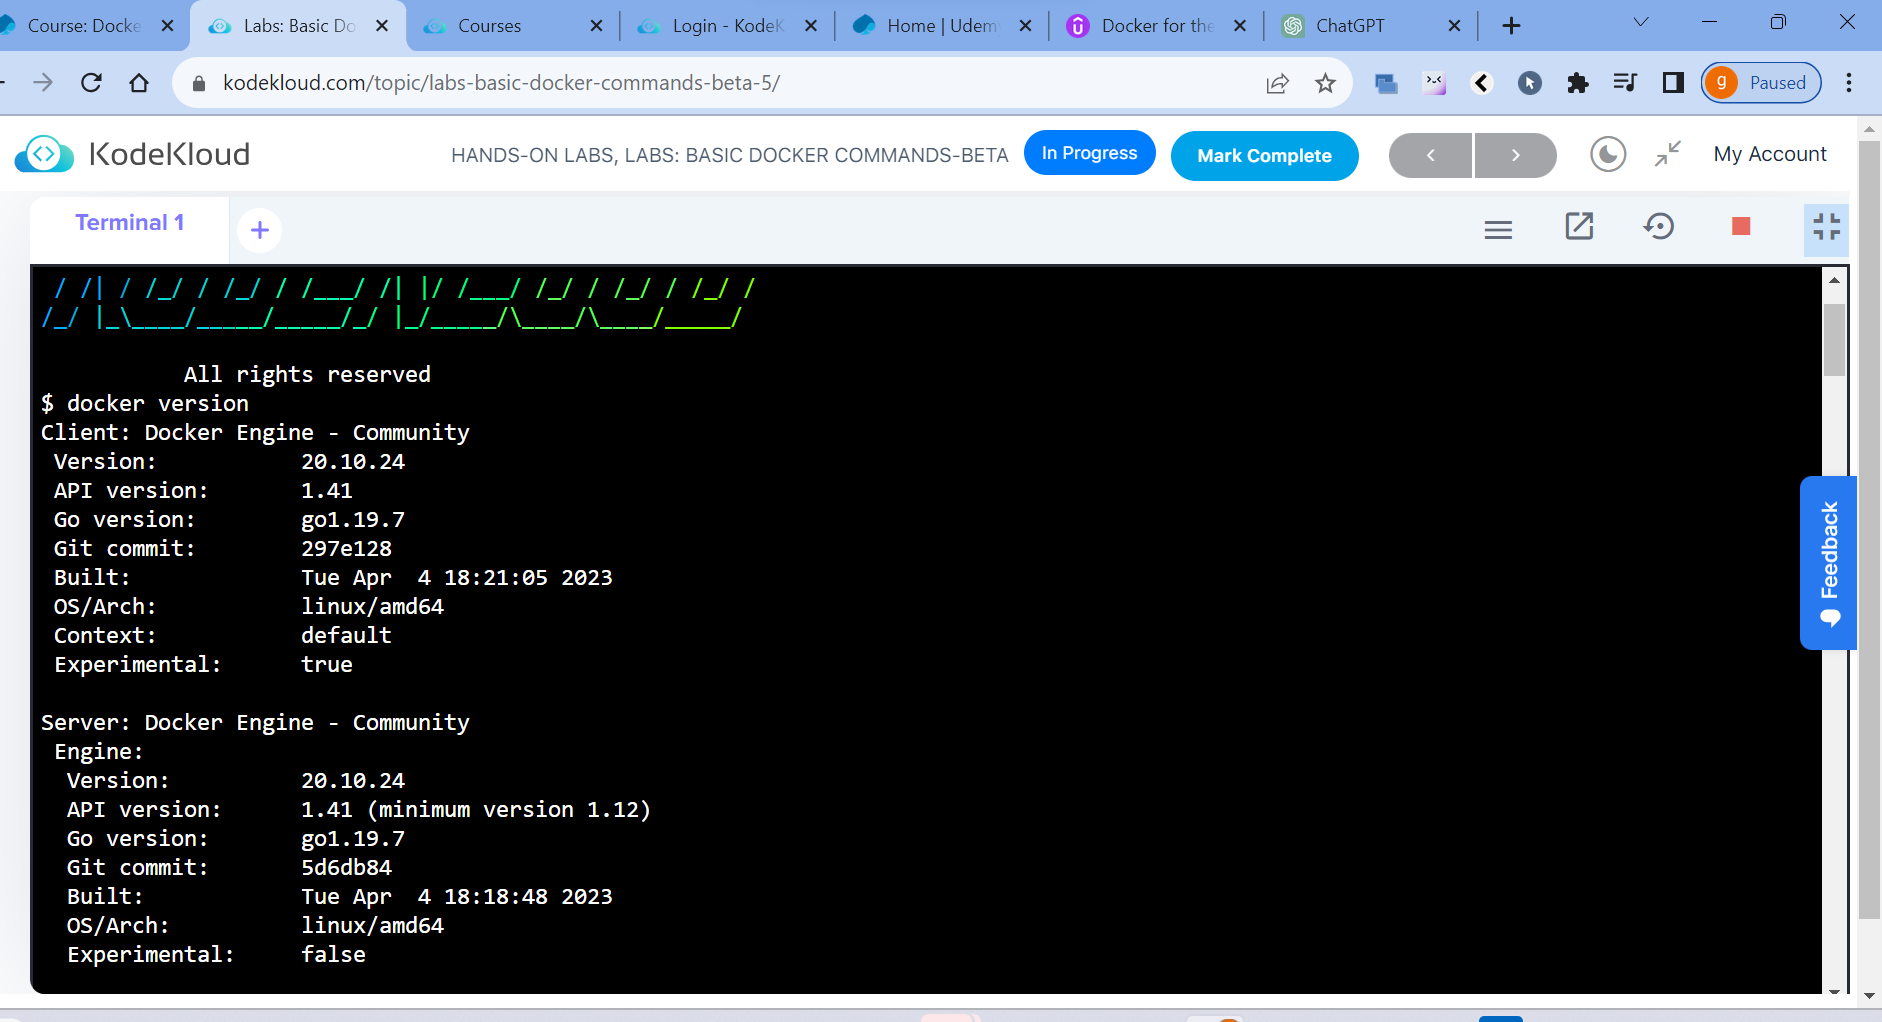 Course: Docke
Labs: Basic Do
Courses
Login - KodeK
Home | Udem
Docker for the
ChatGPT
kodekloud.com/topic/labs-basic-docker-commands-beta-5/
g Paused
KodeKloud
HANDS-ON LABS, LABS: BASIC DOCKER COMMANDS-BETA
In Progress
Mark Complete
My Account
Terminal 1
All rights reserved
$ docker version
Client: Docker Engine - Community
Version: 20.10.24
API version: 1.41
Go version: go1.19.7
Git commit: 297e128
Built: Tue Apr  4 18:21:05 2023
OS/Arch: linux/amd64
Context: default
Experimental: true
Server: Docker Engine - Community
Engine:
Version: 20.10.24
API version: 1.41 (minimum version 1.12)
Go version: go1.19.7
Git commit: 5d6db84
Built: Tue Apr  4 18:18:48 2023
OS/Arch: linux/amd64
Experimental: false
Feedback